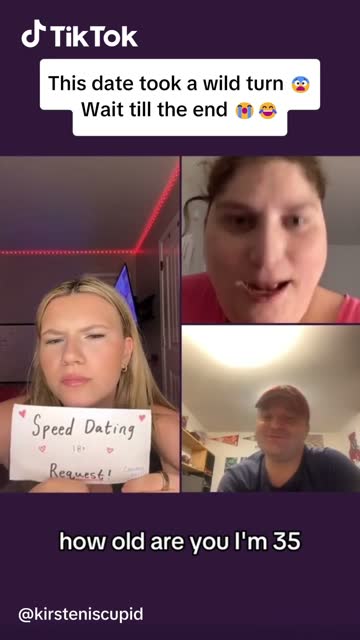 TikTok
This date took a wild turn 😨
Wait till the end 😭😂
Speed Dating
18+
Request!
how old are you I'm 35
@kirsteniscupid